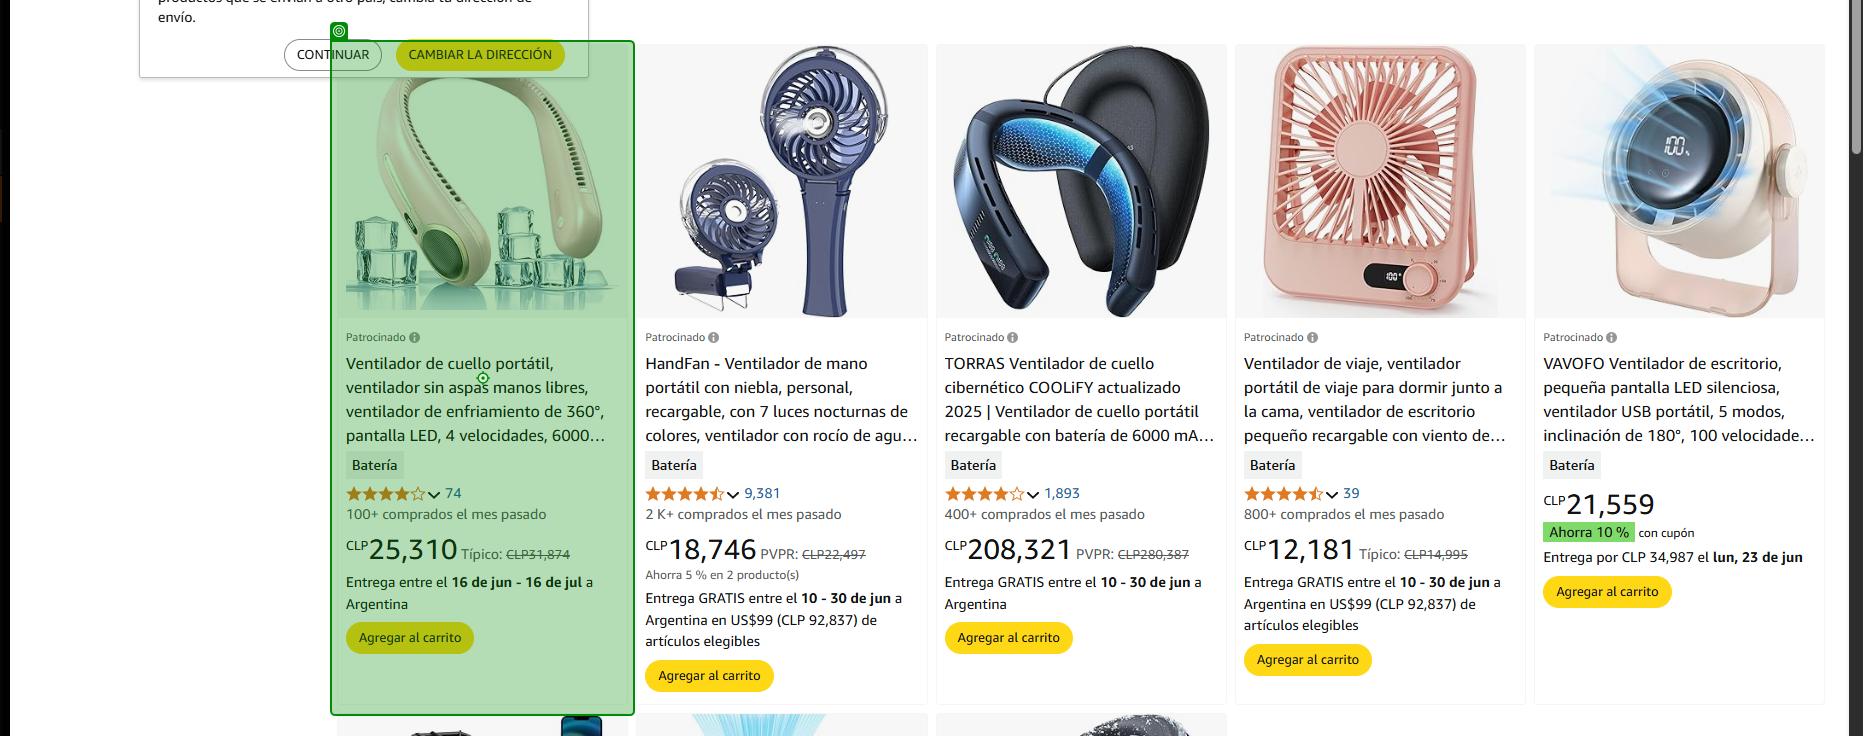 envío.
CONTINUAR
CAMBIAR LA DIRECCIÓN
Patrocinado
Ventilador de cuello portátil,
ventilador sin aspas manos libres,
ventilador de enfriamiento de 360°,
pantalla LED, 4 velocidades, 6000…
Batería
74
100+ comprados el mes pasado
CLP25,310 Típico: CLP31,874
Entrega entre el 16 de jun - 16 de jul a
Argentina
Agregar al carrito
Patrocinado
HandFan - Ventilador de mano
portátil con niebla, personal,
recargable, con 7 luces nocturnas de
colores, ventilador con rocío de agu…
Batería
9,381
2 K+ comprados el mes pasado
CLP18,746 PVPR: CLP22,497
Ahorra 5 % en 2 producto(s)
Entrega GRATIS entre el 10 - 30 de jun a
Argentina en US$99 (CLP 92,837) de
artículos elegibles
Agregar al carrito
Patrocinado
TORRAS Ventilador de cuello
cibernético COOLiFY actualizado
2025 | Ventilador de cuello portátil
recargable con batería de 6000 mA…
Batería
1,893
400+ comprados el mes pasado
CLP208,321 PVPR: CLP280,387
Entrega GRATIS entre el 10 - 30 de jun a
Argentina
Agregar al carrito
100
Patrocinado
Ventilador de viaje, ventilador
portátil de viaje para dormir junto a
la cama, ventilador de escritorio
pequeño recargable con viento de…
Batería
39
800+ comprados el mes pasado
CLP12,181 Típico: CLP14,995
Entrega GRATIS entre el 10 - 30 de jun a
Argentina en US$99 (CLP 92,837) de
artículos elegibles
Agregar al carrito
100%
Patrocinado
VAVOFO Ventilador de escritorio,
pequeña pantalla LED silenciosa,
ventilador USB portátil, 5 modos,
inclinación de 180°, 100 velocidade…
Batería
CLP21,559
Ahorra 10 % con cupón
Entrega por CLP 34,987 el lun, 23 de jun
Agregar al carrito